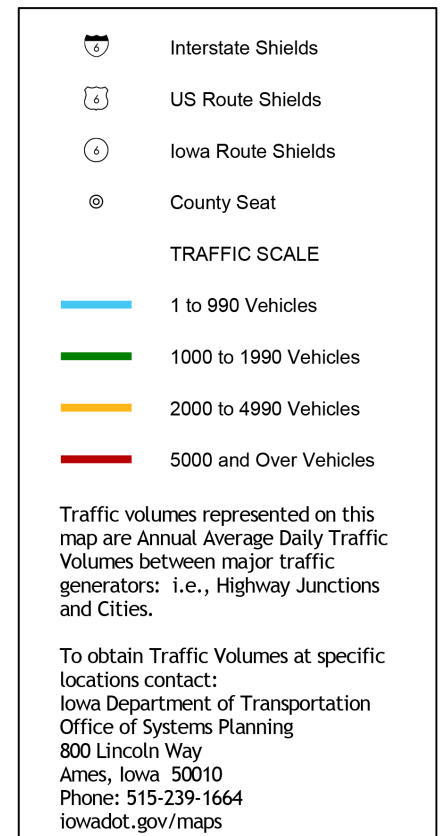 6 Interstate Shields
6 US Route Shields
6 Iowa Route Shields
County Seat
TRAFFIC SCALE
1 to 990 Vehicles
1000 to 1990 Vehicles
2000 to 4990 Vehicles
5000 and Over Vehicles
Traffic volumes represented on this
map are Annual Average Daily Traffic
Volumes between major traffic
generators: i.e., Highway Junctions
and Cities.
To obtain Traffic Volumes at specific
locations contact:
Iowa Department of Transportation
Office of Systems Planning
800 Lincoln Way
Ames, Iowa 50010
Phone: 515-239-1664
iowadot.gov/maps